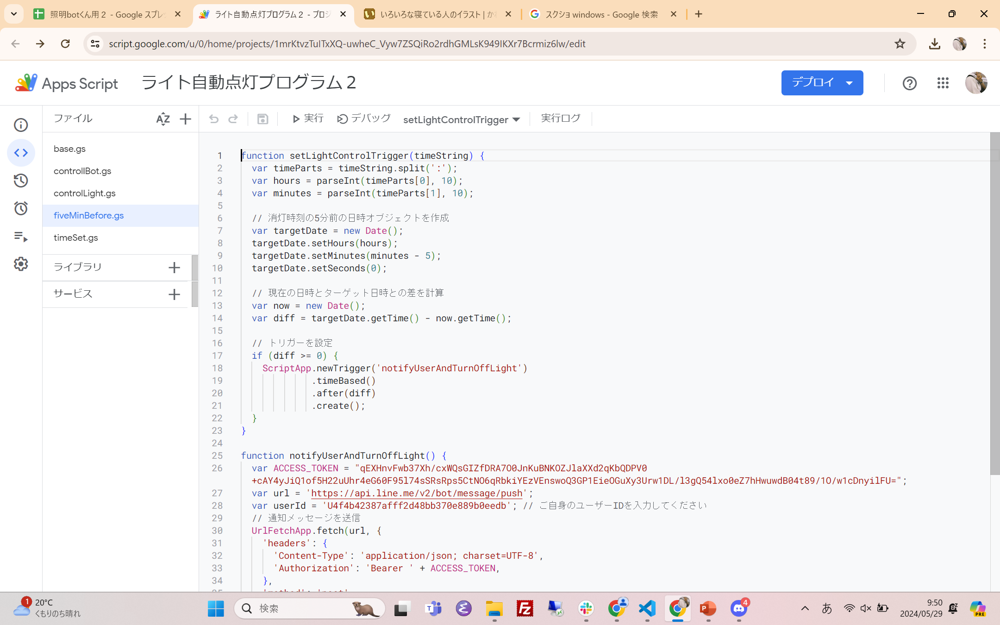 照明botくん用２ - Google スプレ
ライト自動点灯プログラム２ - プロジ
いろいろな寝ている人のイラスト | か
スクショ windows - Google 検索
script.google.com/u/0/home/projects/1mrKtvzTuITxXQ-uwheC_Vyw7ZSQiRo2rdhGMLsK949IKXr7Bcrmiz6lw/edit
Apps Script
ライト自動点灯プログラム２
デプロイ
ファイル
AZ
実行
デバッグ
setLightControlTrigger
実行ログ
base.gs
controllBot.gs
controlLight.gs
fiveMinBefore.gs
timeSet.gs
ライブラリ
サービス
1 function setLightControlTrigger(timeString) {
2 var timeParts = timeString.split(':');
3 var hours = parseInt(timeParts[0], 10);
4 var minutes = parseInt(timeParts[1], 10);
5
6 // 消灯時刻の5分前の日時オブジェクトを作成
7 var targetDate = new Date();
8 targetDate.setHours(hours);
9 targetDate.setMinutes(minutes - 5);
10 targetDate.setSeconds(0);
11
12 // 現在の日時とターゲット日時との差を計算
13 var now = new Date();
14 var diff = targetDate.getTime() - now.getTime();
15
16 // トリガーを設定
17 if (diff >= 0) {
18 ScriptApp.newTrigger('notifyUserAndTurnOffLight')
19 .timeBased()
20 .after(diff)
21 .create();
22 }
23 }
24
25 function notifyUserAndTurnOffLight() {
26 var ACCESS_TOKEN = "qEXHnvFwb37Xh/cxWQsGIZfDRA7O0JnKuBNKOZJlaXXd2qKbQDPV0
+cAY4yJiQ1of5H22uUhr4eG60F95l74sSRsRps5CtNO6qRbkiYEzVEnswoQ3GP1EieOGuXy3Urw1DL/l3gQ54lxo0eZ7hHwuwdB04t89/1O/w1cDnyilFU=";
27 var url = 'https://api.line.me/v2/bot/message/push';
28 var userId = 'U4f4b42387afff2d48bb370e889b0eedb'; // ご自身のユーザーIDを入力してください
29 // 通知メッセージを送信
30 UrlFetchApp.fetch(url, {
31 'headers': {
32 'Content-Type': 'application/json; charset=UTF-8',
33 'Authorization': 'Bearer ' + ACCESS_TOKEN,
34 },
1
20°C
くもりのち晴れ
検索
4
あ
9:50
2024/05/29
PRE